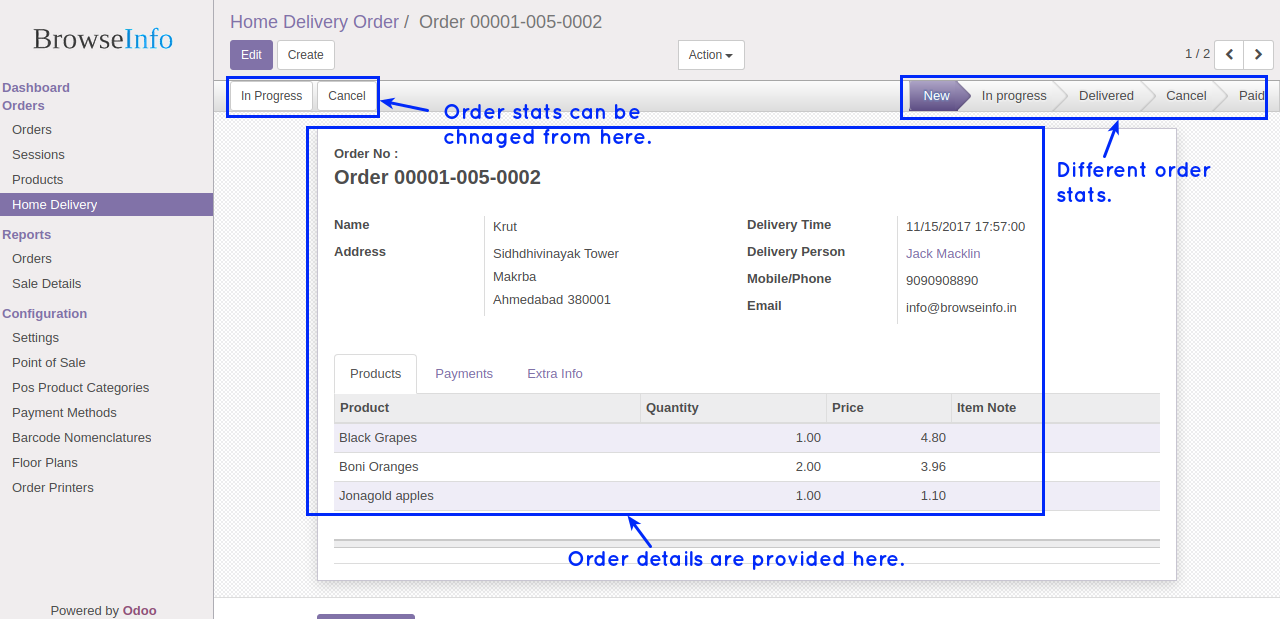 BrowseInfo
Dashboard
Orders
Orders
Sessions
Products
Home Delivery
Reports
Orders
Sale Details
Configuration
Settings
Point of Sale
Pos Product Categories
Payment Methods
Barcode Nomenclatures
Floor Plans
Order Printers
Powered by Odoo
Home Delivery Order / Order 00001-005-0002
Edit Create Action 1 / 2
In Progress Cancel New In progress Delivered Cancel Paid
Order stats can be
chnaged from here.
Different order
stats.
Order No :
Order 00001-005-0002
Name Krut
Address Sidhdhivinayak Tower
Makrba
Ahmedabad 380001
Delivery Time 11/15/2017 17:57:00
Delivery Person Jack Macklin
Mobile/Phone 9090908890
Email info@browseinfo.in
Products Payments Extra Info
Product Quantity Price Item Note
Black Grapes 1.00 4.80
Boni Oranges 2.00 3.96
Jonagold apples 1.00 1.10
Order details are provided here.